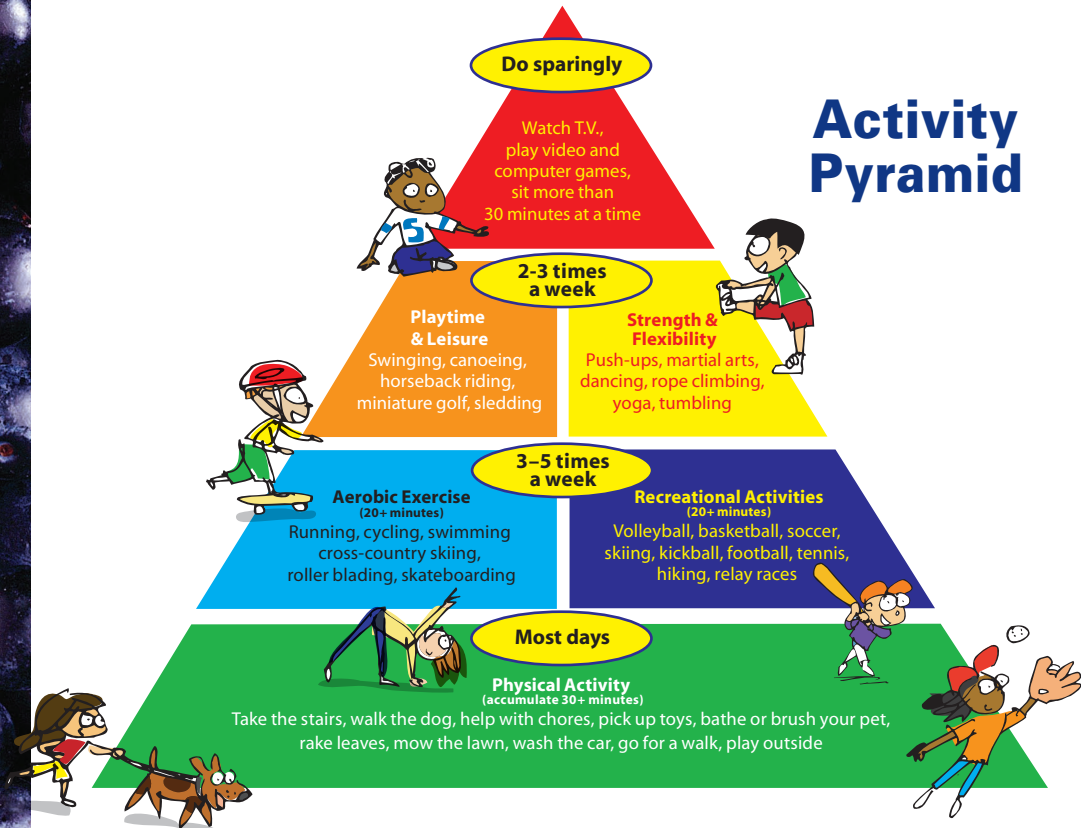 Activity
Pyramid
Do sparingly
Watch T.V.,
play video and
computer games,
sit more than
30 minutes at a time
2-3 times
a week
Playtime
& Leisure
Swinging, canoeing,
horseback riding,
miniature golf, sledding
Strength &
Flexibility
Push-ups, martial arts,
dancing, rope climbing,
yoga, tumbling
3–5 times
a week
Aerobic Exercise
(20+ minutes)
Running, cycling, swimming
cross-country skiing,
roller blading, skateboarding
Recreational Activities
(20+ minutes)
Volleyball, basketball, soccer,
skiing, kickball, football, tennis,
hiking, relay races
Most days
Physical Activity
(accumulate 30+ minutes)
Take the stairs, walk the dog, help with chores, pick up toys, bathe or brush your pet,
rake leaves, mow the lawn, wash the car, go for a walk, play outside
5